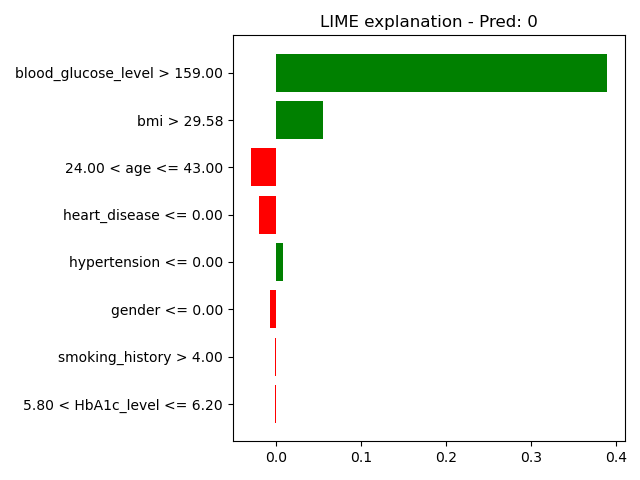 LIME explanation - Pred: 0
blood_glucose_level > 159.00
bmi > 29.58
24.00 < age <= 43.00
heart_disease <= 0.00
hypertension <= 0.00
gender <= 0.00
smoking_history > 4.00
5.80 < HbA1c_level <= 6.20
0.0 0.1 0.2 0.3 0.4